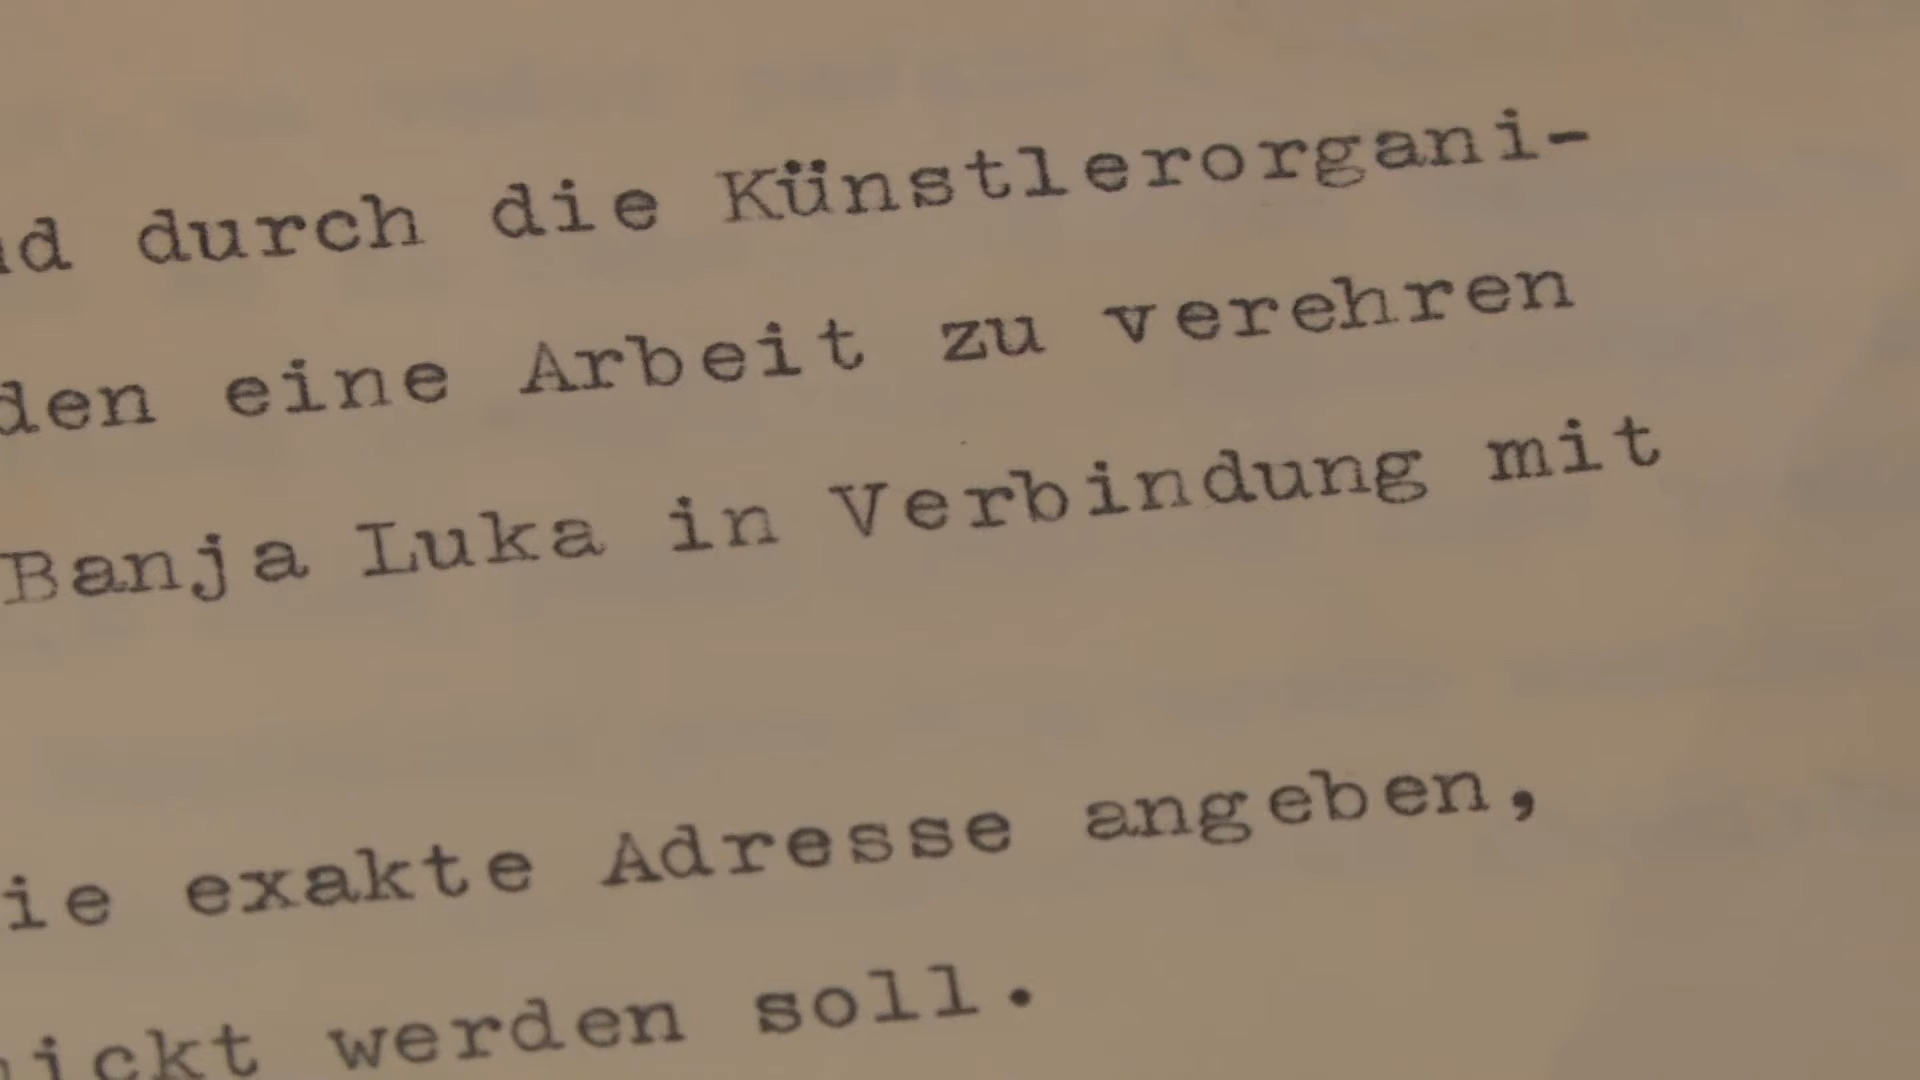 d durch die Künstlerorgani-
den eine Arbeit zu verehren
Banja Luka in Verbindung mit
ie exakte Adresse angeben,
ickt werden soll.